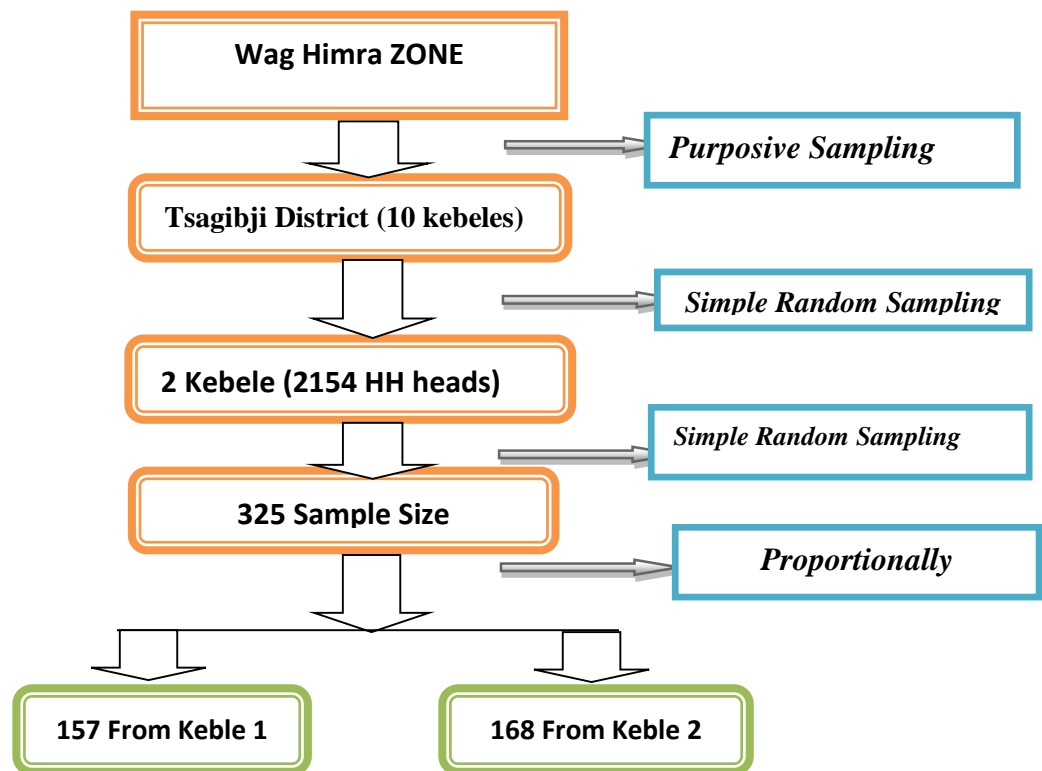 Wag Himra ZONE
Purposive Sampling
Tsagibji District (10 kebeles)
Simple Random Sampling
2 Kebele (2154 HH heads)
Simple Random Sampling
325 Sample Size
Proportionally
157 From Keble 1
168 From Keble 2